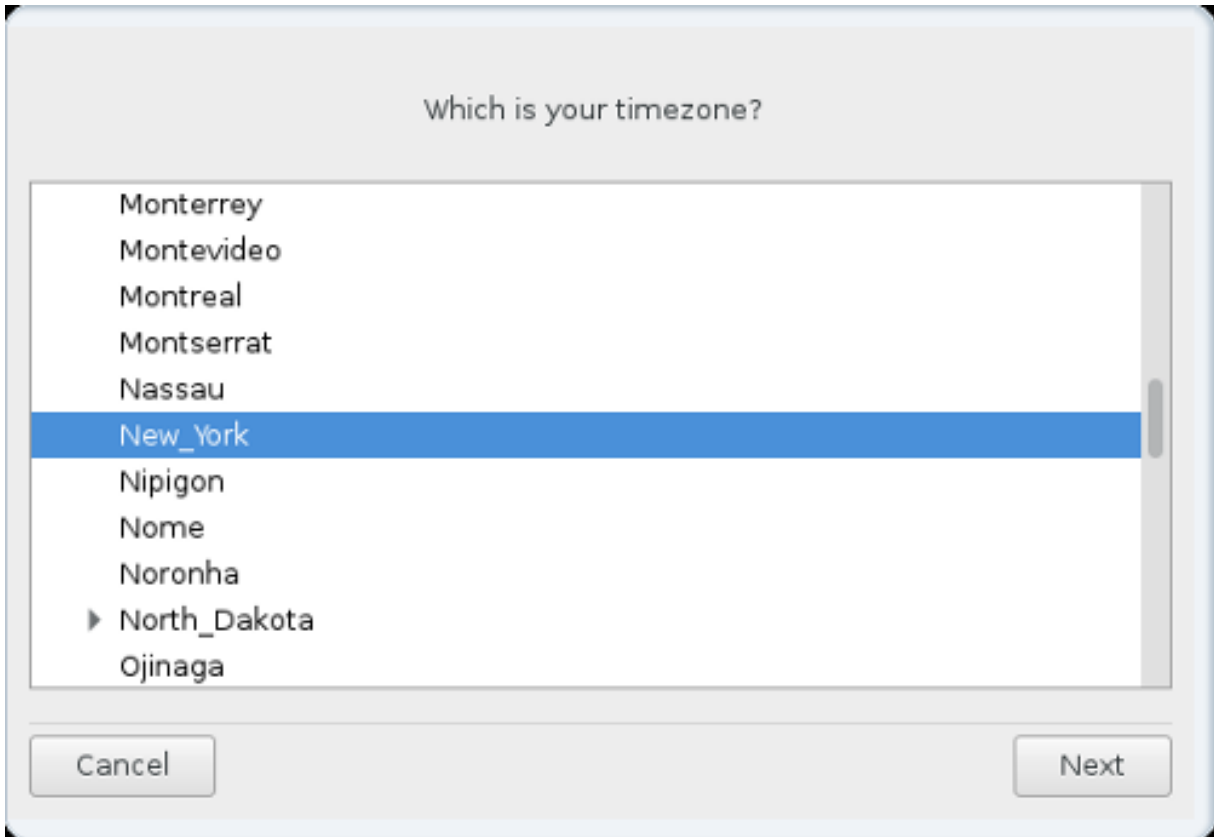 Which is your timezone?
Monterrey
Montevideo
Montreal
Montserrat
Nassau
New_York
Nipigon
Nome
Noronha
North_Dakota
Ojinaga
Cancel
Next